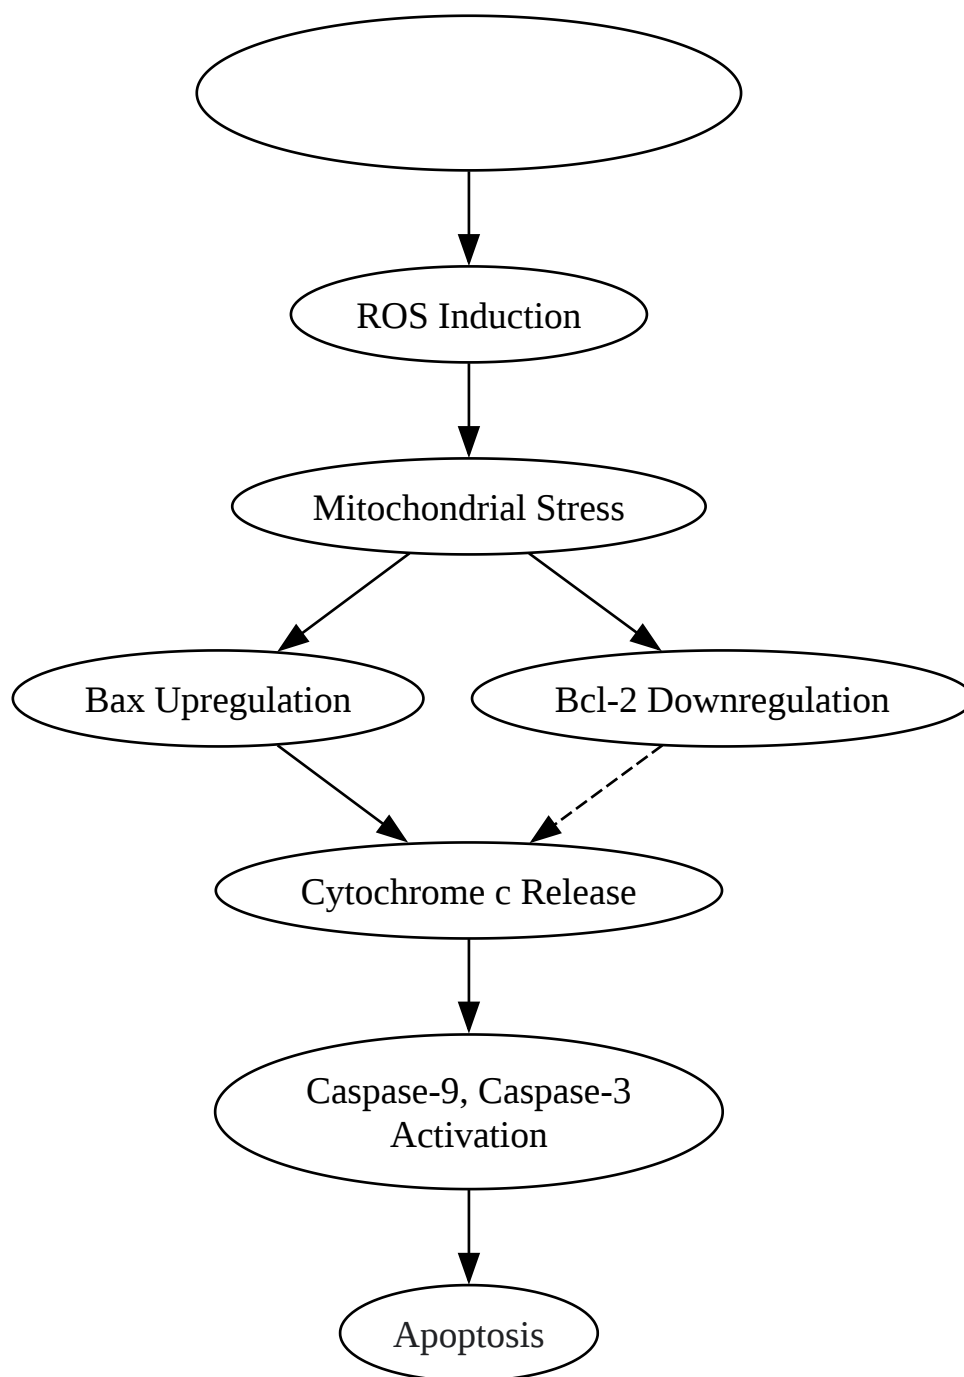 ROS Induction
Mitochondrial Stress
Bax Upregulation
Bcl-2 Downregulation
Cytochrome c Release
Caspase-9, Caspase-3
Activation
Apoptosis